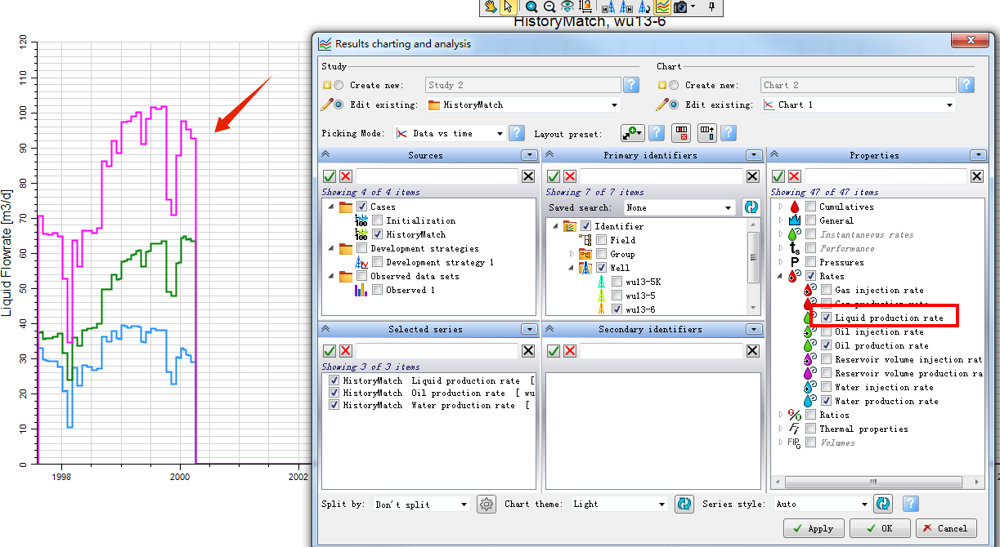 HistoryMatch, wu13-6
Liquid Flowrate [m3/d]
120
110
100
90
80
70
60
50
40
30
20
10
0
1998
2000
2002
Results charting and analysis
Study
Create new:
Study 2
?
Edit existing:
HistoryMatch
Chart
Create new:
Chart 2
?
Edit existing:
Chart 1
Picking Mode:
Data vs time
?
Layout preset:
?
?
Sources
Showing 4 of 4 items
Cases
Initialization
HistoryMatch
Development strategies
Development strategy 1
Observed data sets
Observed 1
Primary identifiers
Showing 7 of 7 items
Saved search:
None
Identifier
Field
Group
Well
wu13-5K
wu13-5
wu13-6
Properties
Showing 47 of 47 items
Cumulatives
General
Instantaneous rates
Performance
Pressures
Rates
Gas injection rate
Gas production rate
Liquid production rate
Oil injection rate
Oil production rate
Reservoir volume injection rat
Reservoir volume production ra
Water injection rate
Water production rate
Ratios
Thermal properties
Volumes
Selected series
Showing 3 of 3 items
HistoryMatch Liquid production rate [
HistoryMatch Oil production rate [ wu
HistoryMatch Water production rate [
Secondary identifiers
Split by:
Don't split
Chart theme:
Light
Series style:
Auto
?
Apply
OK
Cancel